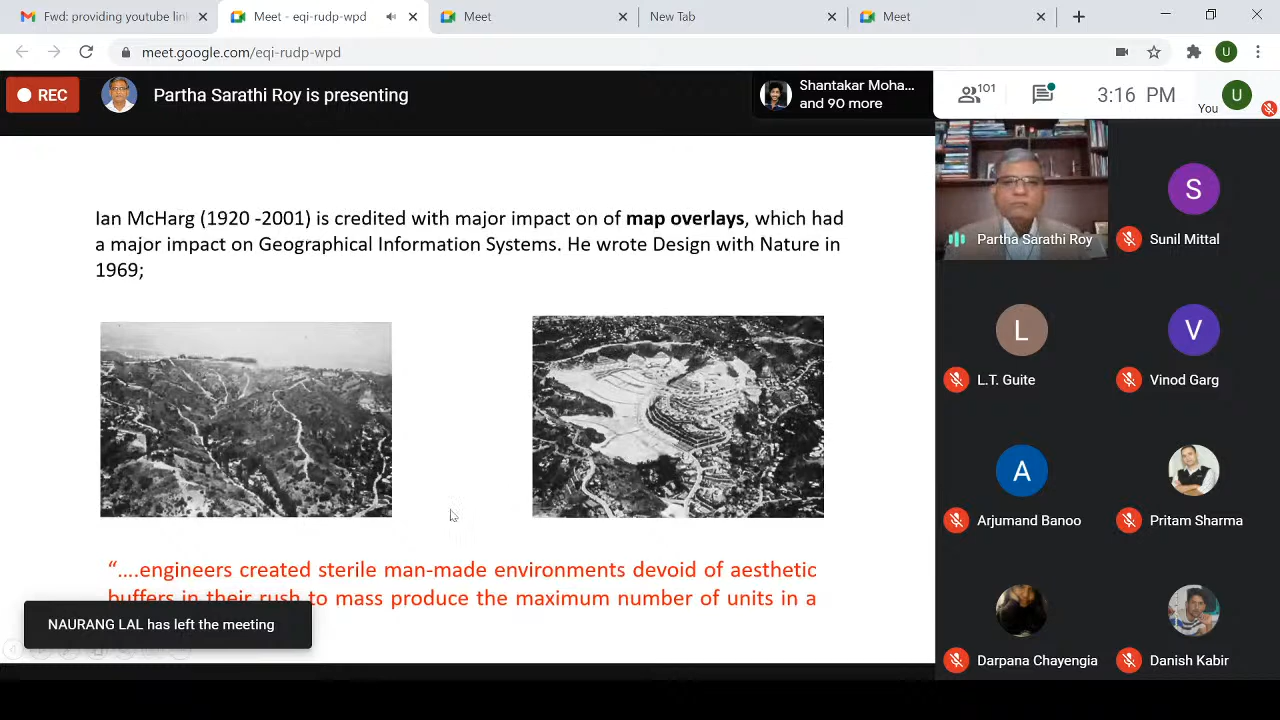 Fwd: providing youtube lin
Meet - eqi-rudp-wpd
Meet
New Tab
Meet
meet.google.com/eqi-rudp-wpd
U
REC
Partha Sarathi Roy is presenting
Shantakar Moha...
and 90 more
101
3:16 PM
You
U
Ian McHarg (1920 -2001) is credited with major impact on of map overlays, which had
a major impact on Geographical Information Systems. He wrote Design with Nature in
1969;
“....engineers created sterile man-made environments devoid of aesthetic
buffers in their rush to mass produce the maximum number of units in a
NAURANG LAL has left the meeting
Partha Sarathi Roy
S
Sunil Mittal
L
L.T. Guite
V
Vinod Garg
A
Arjumand Banoo
Pritam Sharma
Darpana Chayengia
Danish Kabir